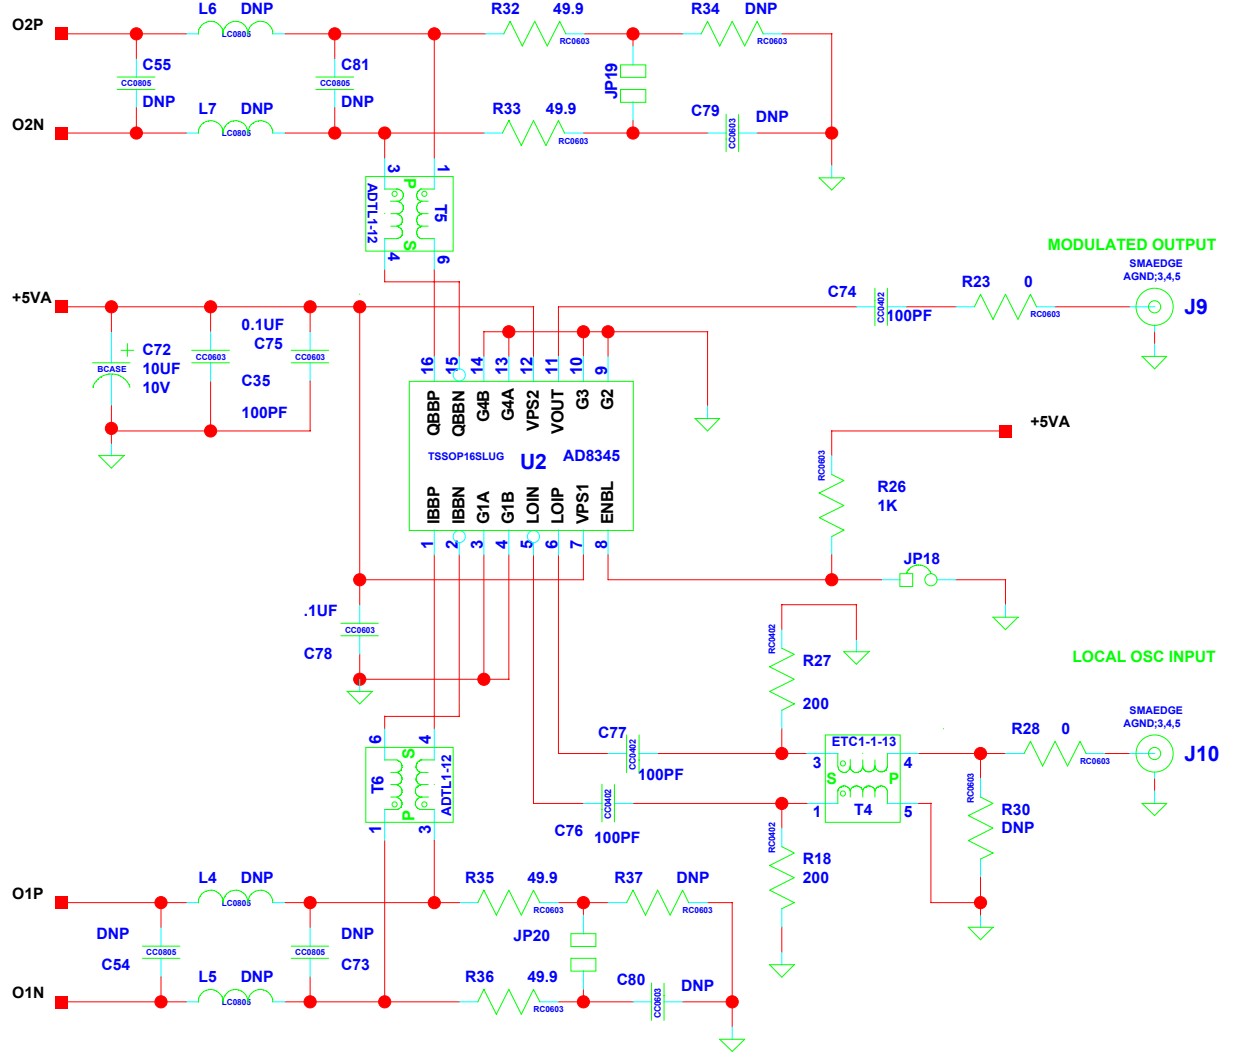 O2P
L6 DNP
LC0805
R32 49.9
RC0603
R34 DNP
RC0603
C55
CC0805
DNP
C81
CC0805
DNP
JP19
O2N
L7 DNP
LC0805
R33 49.9
RC0603
C79 DNP
CC0603
3 1
P
ADTL1-12
T5
S
4 6
MODULATED OUTPUT
SMAEDGE
AGND;3,4,5
J9
R23 0
RC0603
C74
CC0402
100PF
+5VA
+
C72
10UF
10V
BCASE
CC0603
0.1UF
C75
CC0603
C35
100PF
16 15 14 13 12 11 10 9
QBBP QBBN G4B G4A VPS2 VOUT G3 G2
TSSOP16SLUG U2 AD8345
IBBP IBBN G1A G1B LOIN LOIP VPS1 ENBL
1 2 3 4 5 6 7 8
+5VA
RC0603
R26
1K
JP18
.1UF
CC0603
C78
RC0402
R27
200
LOCAL OSC INPUT
SMAEDGE
AGND;3,4,5
J10
R28 0
RC0603
C77
CC0402
100PF
ETC1-1-13
3 4
S P
1 T4 5
C76
CC0402
100PF
RC0402
R18
200
RC0603
R30
DNP
6 4
S
T6
ADTL1-12
P
1 3
O1P
L4 DNP
LC0805
R35 49.9
RC0603
R37 DNP
RC0603
DNP
CC0805
C54
DNP
CC0805
C73
JP20
O1N
L5 DNP
LC0805
R36 49.9
RC0603
C80 DNP
CC0603